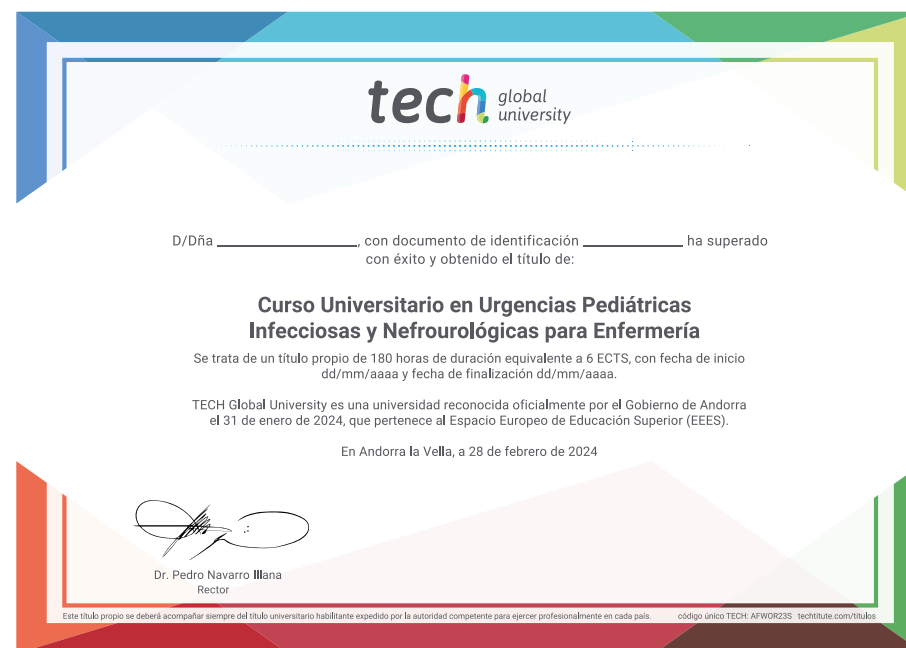 tech global university
D/Dña ______________, con documento de identificación __________ ha superado
con éxito y obtenido el título de:
Curso Universitario en Urgencias Pediátricas
Infecciosas y Nefrourológicas para Enfermería
Se trata de un título propio de 180 horas de duración equivalente a 6 ECTS, con fecha de inicio
dd/mm/aaaa y fecha de finalización dd/mm/aaaa.
TECH Global University es una universidad reconocida oficialmente por el Gobierno de Andorra
el 31 de enero de 2024, que pertenece al Espacio Europeo de Educación Superior (EEES).
En Andorra la Vella, a 28 de febrero de 2024
Dr. Pedro Navarro Illana
Rector
Este título propio se deberá acompañar siempre del título universitario habilitante expedido por la autoridad competente para ejercer profesionalmente en cada país. código único TECH: AFWOR23S techtitute.com/titulos